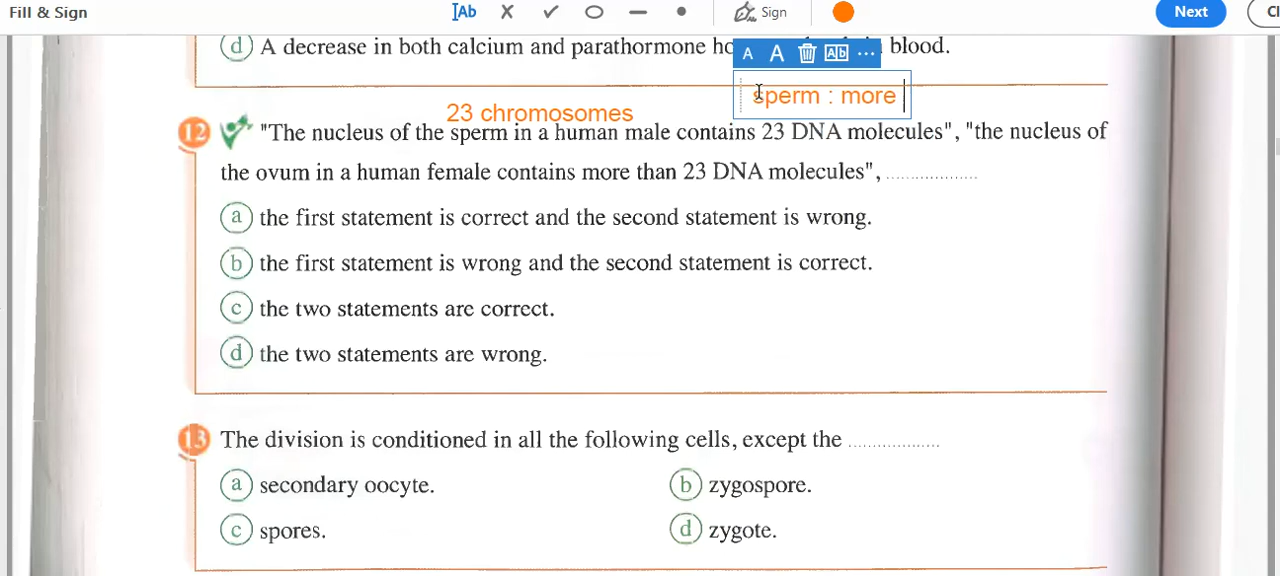 Fill & Sign
Ab
Sign
Next
Cl
d A decrease in both calcium and parathormone ho blood.
A A Ab ...
sperm : more
23 chromosomes
12 "The nucleus of the sperm in a human male contains 23 DNA molecules", "the nucleus of
the ovum in a human female contains more than 23 DNA molecules", ..................
a the first statement is correct and the second statement is wrong.
b the first statement is wrong and the second statement is correct.
c the two statements are correct.
d the two statements are wrong.
13 The division is conditioned in all the following cells, except the ..................
a secondary oocyte.
b zygospore.
c spores.
d zygote.